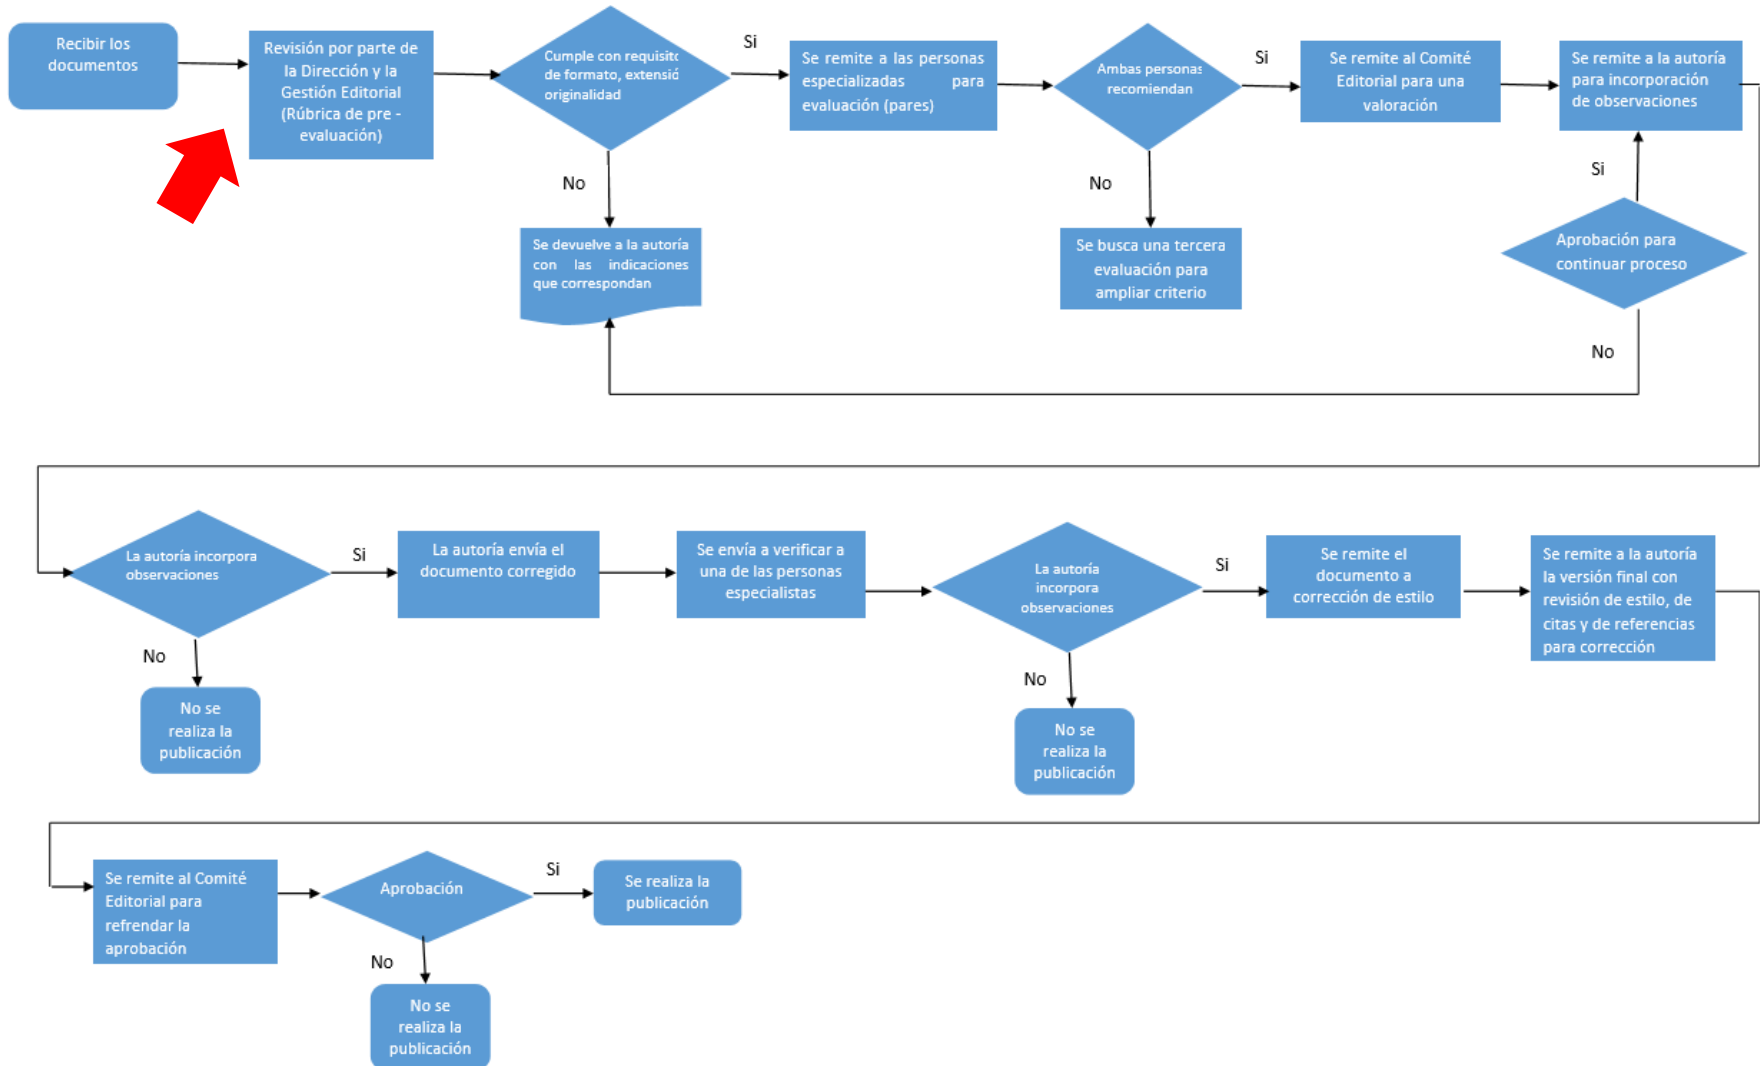 Recibir los
documentos
Revisión por parte de
la Dirección y la
Gestión Editorial
(Rúbrica de pre -
evaluación)
Cumple con requisito
de formato, extensió
originalidad
Si
No
Se devuelve a la autoría
con las indicaciones
que correspondan
Se remite a las personas
especializadas para
evaluación (pares)
Ambas personas
recomiendan
Si
No
Se busca una tercera
evaluación para
ampliar criterio
Se remite al Comité
Editorial para una
valoración
Se remite a la autoría
para incorporación
de observaciones
Si
Aprobación para
continuar proceso
No
La autoría incorpora
observaciones
Si
No
No se
realiza la
publicación
La autoría envía el
documento corregido
Se envía a verificar a
una de las personas
especialistas
La autoría
incorpora
observaciones
Si
No
No se
realiza la
publicación
Se remite el
documento a
corrección de estilo
Se remite a la autoría
la versión final con
revisión de estilo, de
citas y de referencias
para corrección
Se remite al Comité
Editorial para
refrendar la
aprobación
Aprobación
Si
Se realiza la
publicación
No
No se
realiza la
publicación